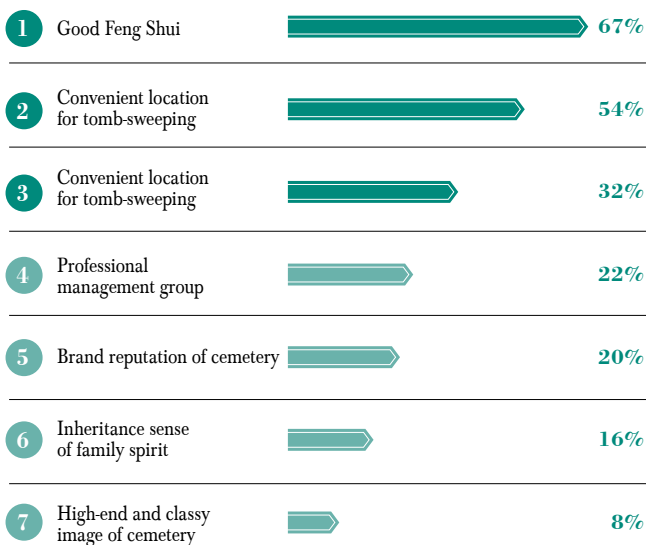 1 Good Feng Shui 67%
2 Convenient location
for tomb-sweeping 54%
3 Convenient location
for tomb-sweeping 32%
4 Professional
management group 22%
5 Brand reputation of cemetery 20%
6 Inheritance sense
of family spirit 16%
7 High-end and classy
image of cemetery 8%